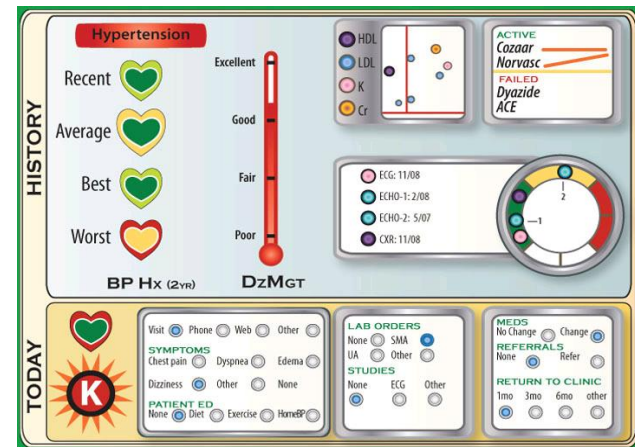 HISTORY
Hypertension
Recent
Average
Best
Worst
BP Hx (2YR)
Excellent
Good
Fair
Poor
DzMGT
HDL
LDL
K
Cr
ACTIVE
Cozaar
Norvasc
FAILED
Dyazide
ACE
ECG: 11/08
ECHO-1: 2/08
ECHO-2: 5/07
CXR: 11/08
2
1
TODAY
K
Visit Phone Web Other
SYMPTOMS
Chest pain Dyspnea Edema
Dizziness Other None
PATIENT ED
None Diet Exercise HomeBP
LAB ORDERS
None SMA
UA Other
STUDIES
None ECG Other
MEDS
No Change Change
REFERRALS
None Refer
RETURN TO CLINIC
1mo 3mo 6mo other